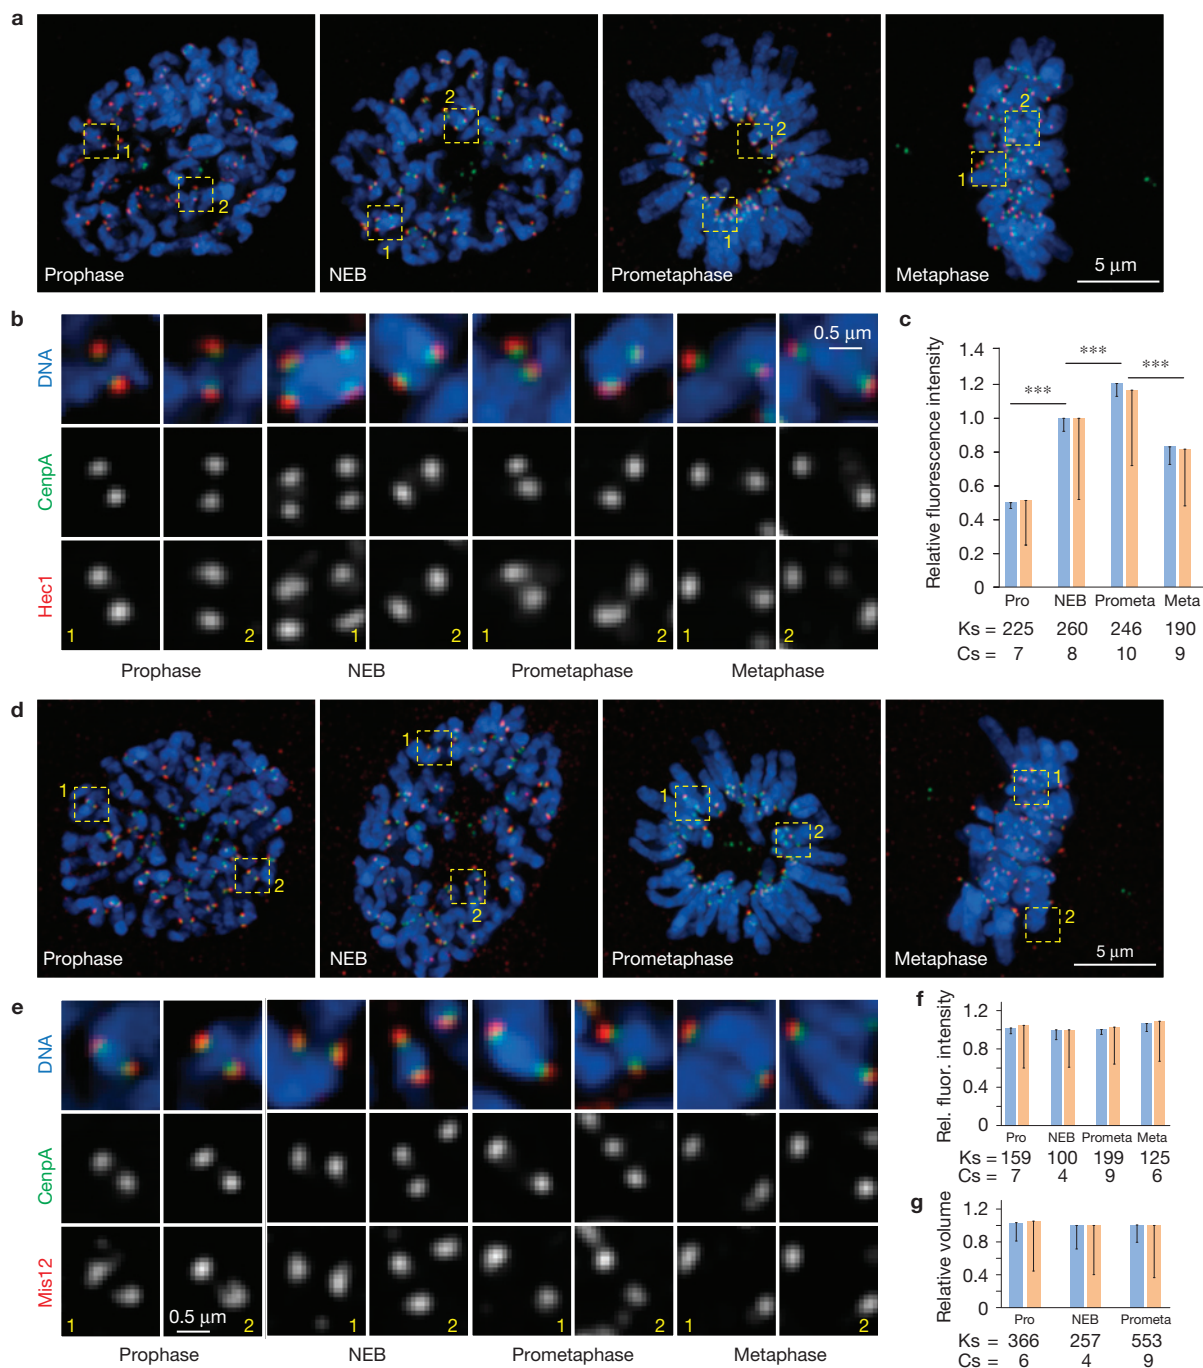 a
1
2
Prophase
2
1
NEB
2
1
Prometaphase
2
1
Metaphase
5 μm
b
DNA
0.5 μm
CenpA
Hec1
1
2
1
2
1
2
1
2
Prophase
NEB
Prometaphase
Metaphase
c
Relative fluorescence intensity
1.4
1.2
1.0
0.8
0.6
0.4
0.2
0
***
***
***
Pro NEB Prometa Meta
Ks = 225 260 246 190
Cs = 7 8 10 9
d
1
2
Prophase
1
2
NEB
1
2
Prometaphase
1
2
Metaphase
5 μm
e
DNA
CenpA
Mis12
1
0.5 μm
2
1
2
1
2
1
2
Prophase
NEB
Prometaphase
Metaphase
f
Rel. fluor. intensity
1.2
1.0
0.8
0.4
0
Pro NEB Prometa Meta
Ks = 159 100 199 125
Cs = 7 4 9 6
g
Relative volume
1.2
1.0
0.8
0.4
0
Pro NEB Prometa
Ks = 366 257 553
Cs = 6 4 9